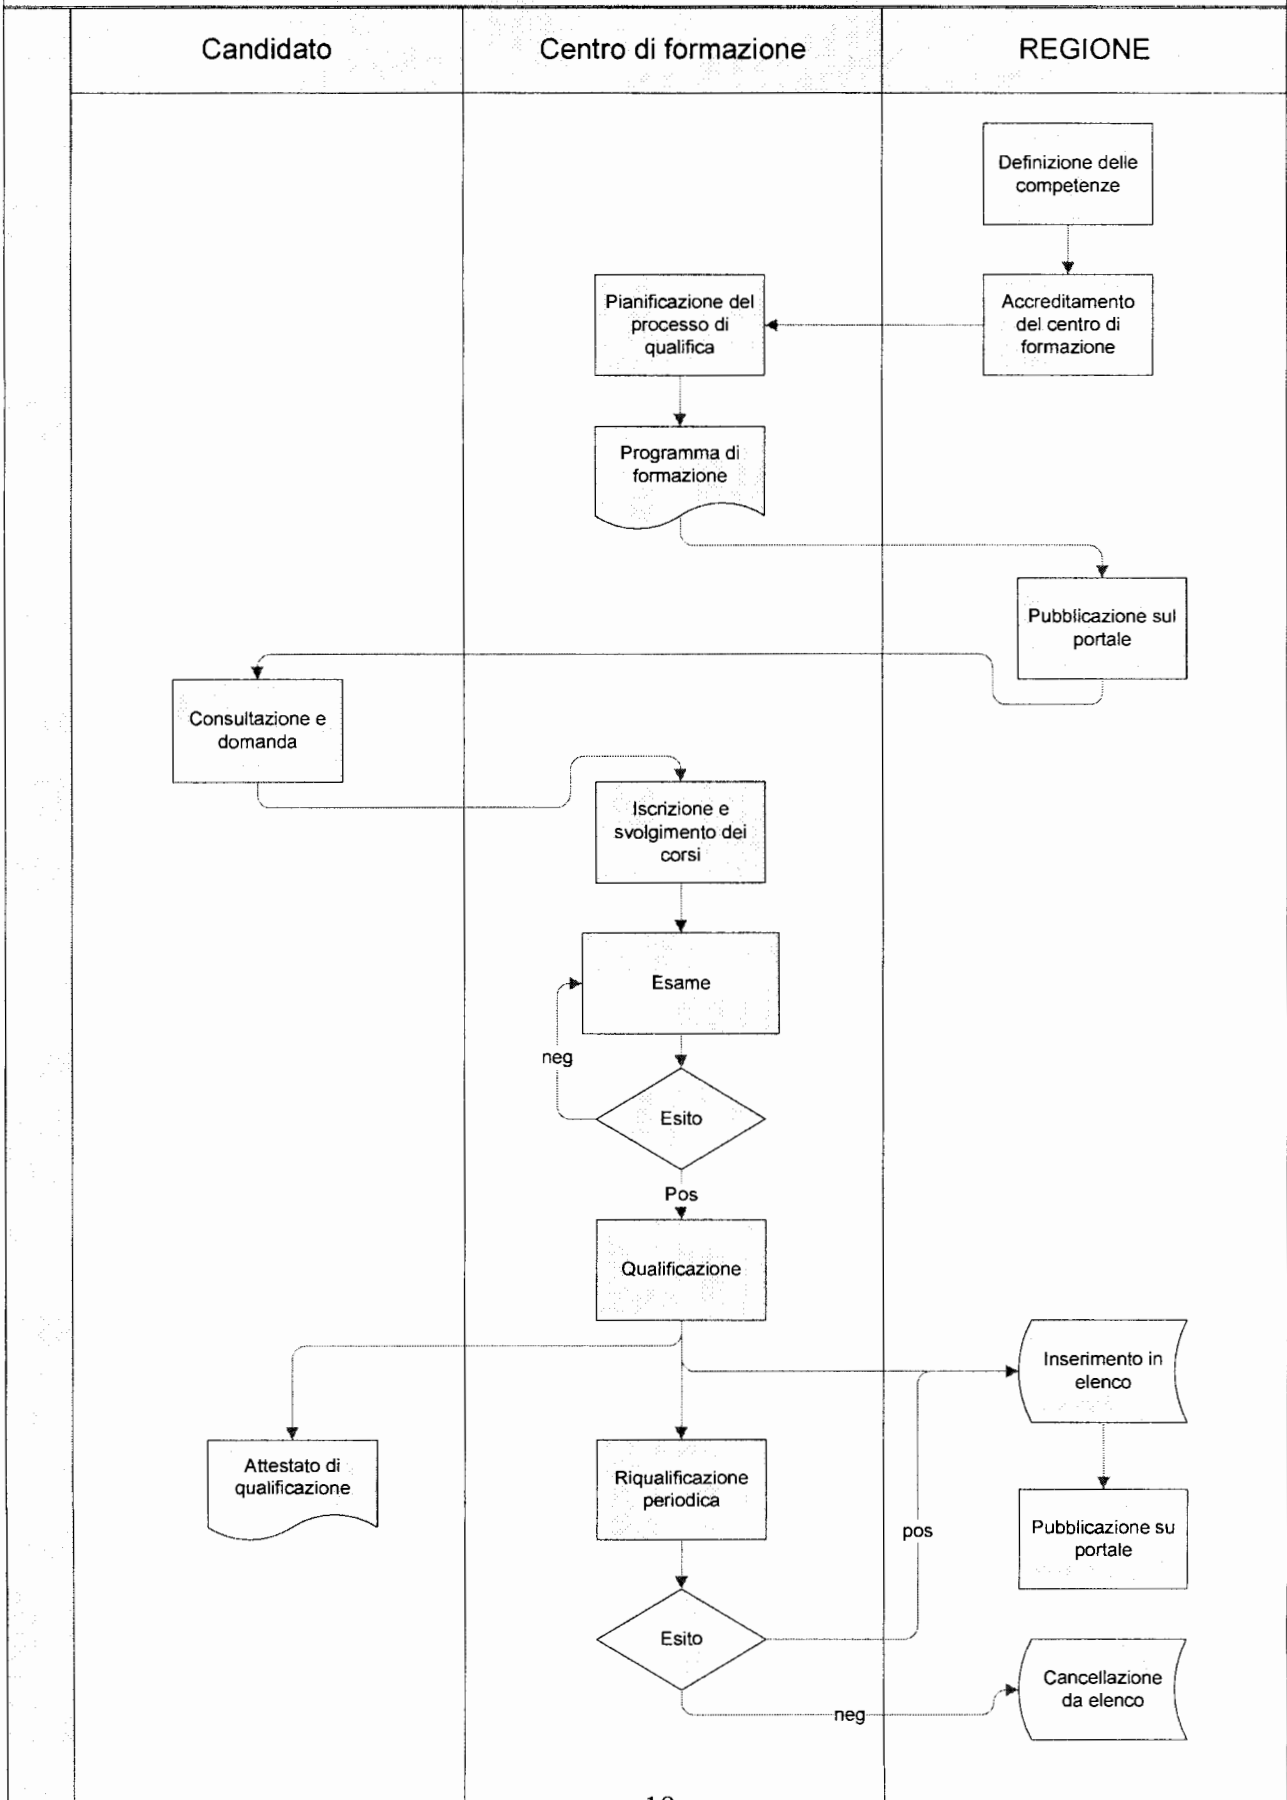 Candidato
Centro di formazione
REGIONE
Definizione delle
competenze
Pianificazione del
processo di
qualifica
Accreditamento
del centro di
formazione
Programma di
formazione
Pubblicazione sul
portale
Consultazione e
domanda
Iscrizione e
svolgimento dei
corsi
Esame
neg
Esito
Pos
Qualificazione
Inserimento in
elenco
Attestato di
qualificazione
Riqualificazione
periodica
pos
Pubblicazione su
portale
Esito
Cancellazione
da elenco
neg